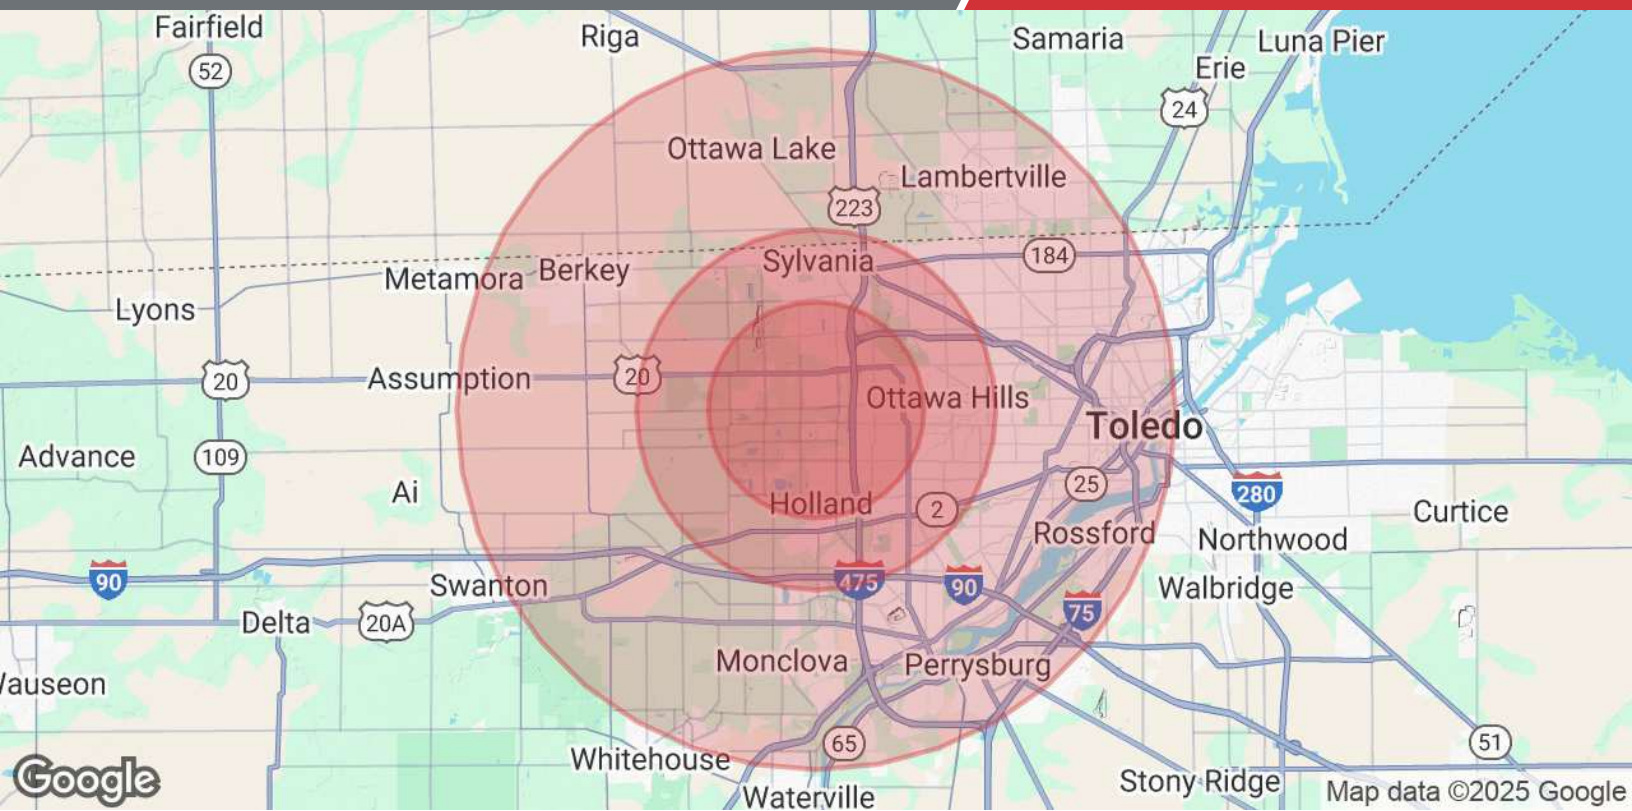 Fairfield
Riga
Samaria
Luna Pier
52
Erie
24
Ottawa Lake
Lambertville
223
184
Sylvania
Metamora
Berkey
Lyons
20
Assumption
20
Ottawa Hills
Toledo
Advance
109
Ai
25
280
Holland
2
Curtice
Rossford
Northwood
90
Swanton
475
90
Walbridge
75
Delta
20A
Monclova
Perrysburg
Wauseon
65
51
Whitehouse
Google
Stony Ridge
Waterville
Map data ©2025 Google